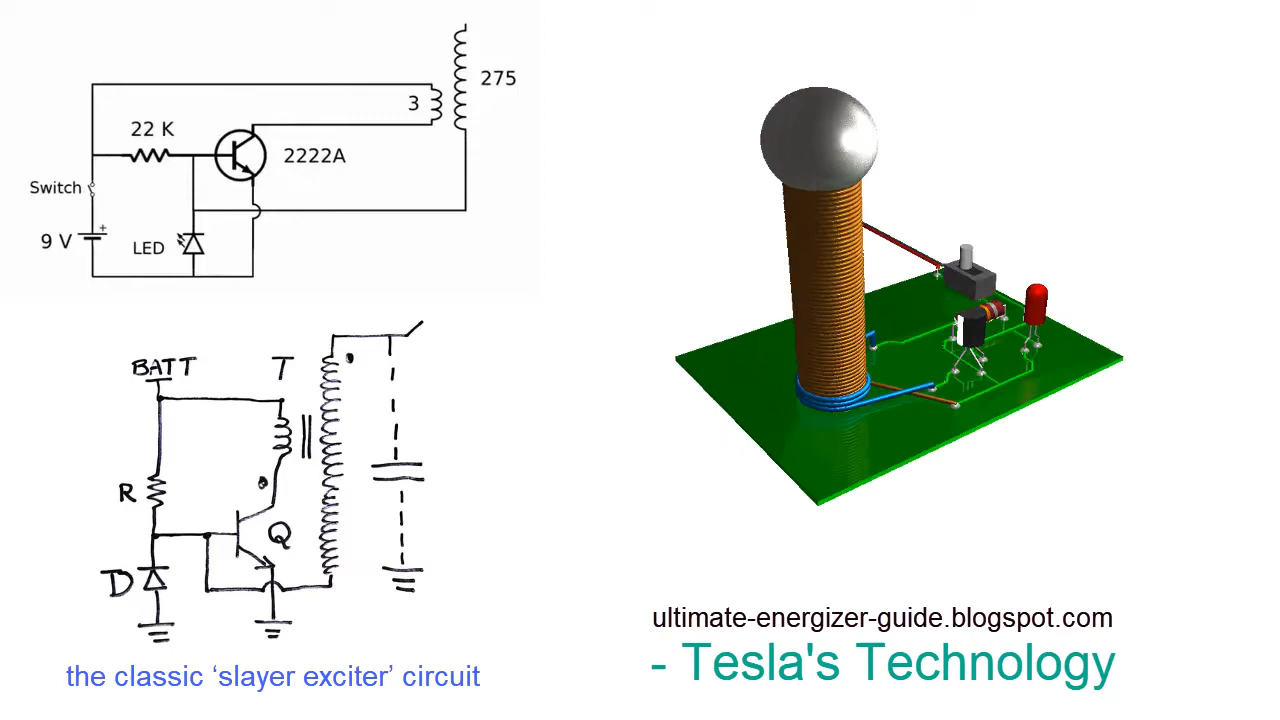 275
3
22 K
2222A
Switch
+
9 V
LED
BATT
T
R
Q
D
the classic ‘slayer exciter’ circuit
ultimate-energizer-guide.blogspot.com
- Tesla's Technology